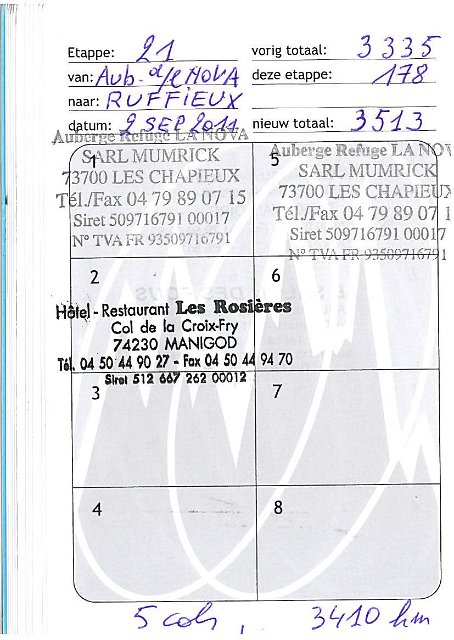 Etappe: 21 vorig totaal: 3335
van: Aub. de NOVA deze etappe: 178
naar: RUFFIEUX
datum: 2 SEP 2011 nieuw totaal: 3513
Auberge Refuge LA NOVA
1 SARL MUMRICK
73700 LES CHAPIEUX
Tél./Fax 04 79 89 07 15
Siret 509716791 00017
N° TVA FR 93509716791
Auberge Refuge LA NOV
5 SARL MUMRICK
73700 LES CHAPIEUX
Tél./Fax 04 79 89 07 1
Siret 509716791 00017
N° TVA FR 93509716791
2
6
Hôtel - Restaurant Les Rosières
Col de la Croix-Fry
74230 MANIGOD
Tél. 04 50 44 90 27 - Fax 04 50 44 94 70
Siret 512 667 262 00012
3 7
4 8
5 cols, 3410 hm